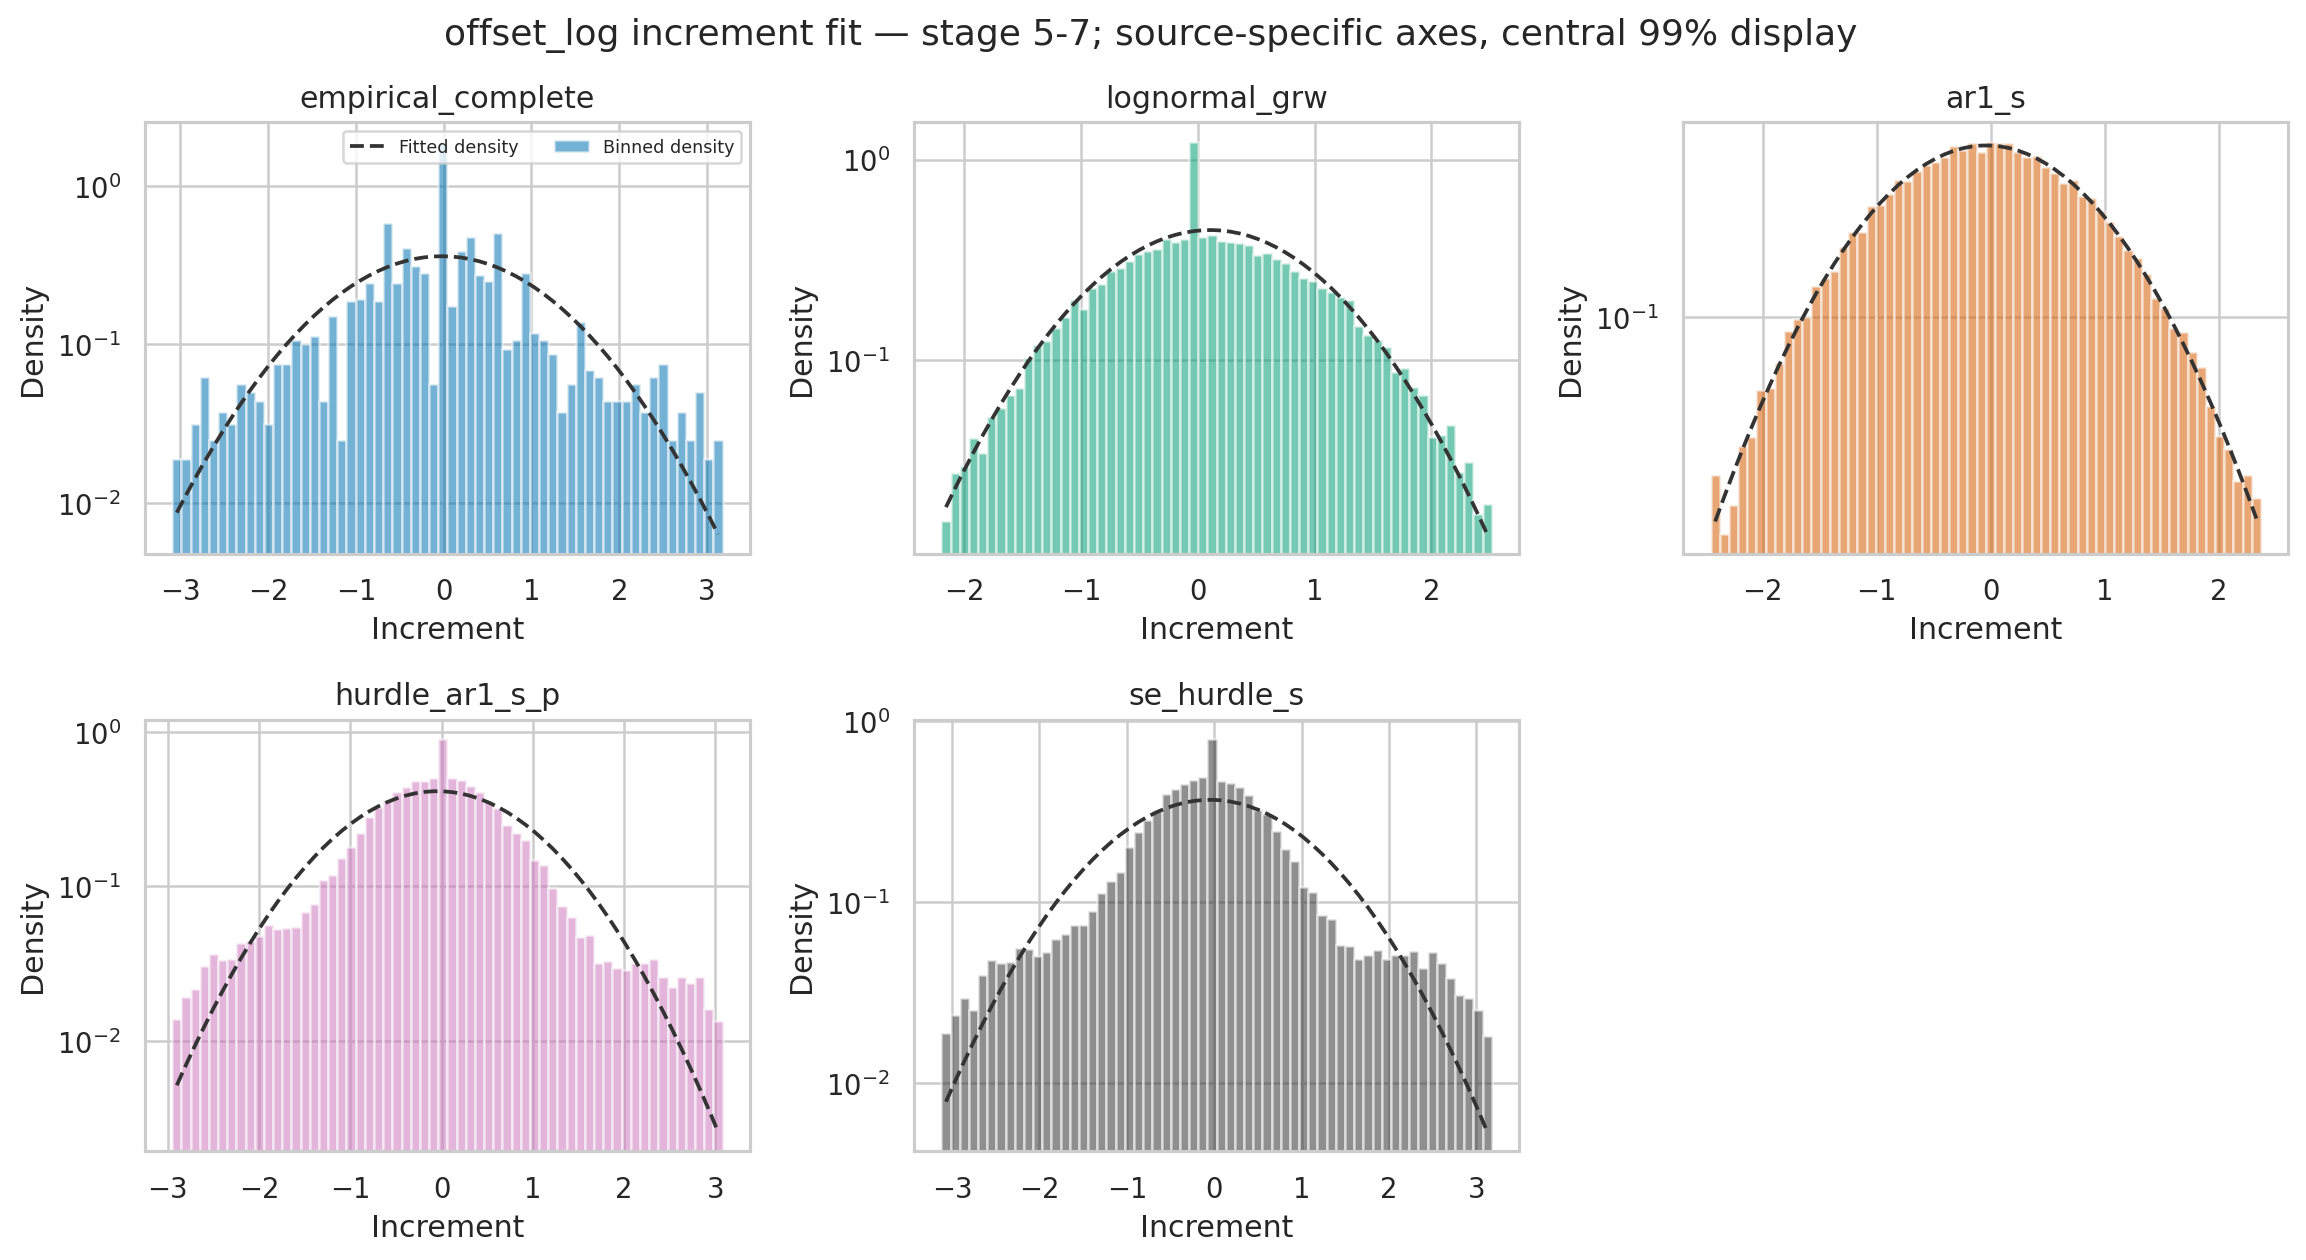 offset_log increment fit — stage 5-7; source-specific axes, central 99% display
empirical_complete
Fitted density
Binned density
10⁰
10⁻¹
10⁻²
Density
−3 −2 −1 0 1 2 3
Increment
lognormal_grw
10⁰
10⁻¹
Density
−2 −1 0 1 2
Increment
ar1_s
10⁻¹
Density
−2 −1 0 1 2
Increment
hurdle_ar1_s_p
10⁰
10⁻¹
10⁻²
Density
−3 −2 −1 0 1 2 3
Increment
se_hurdle_s
10⁰
10⁻¹
10⁻²
Density
−3 −2 −1 0 1 2 3
Increment